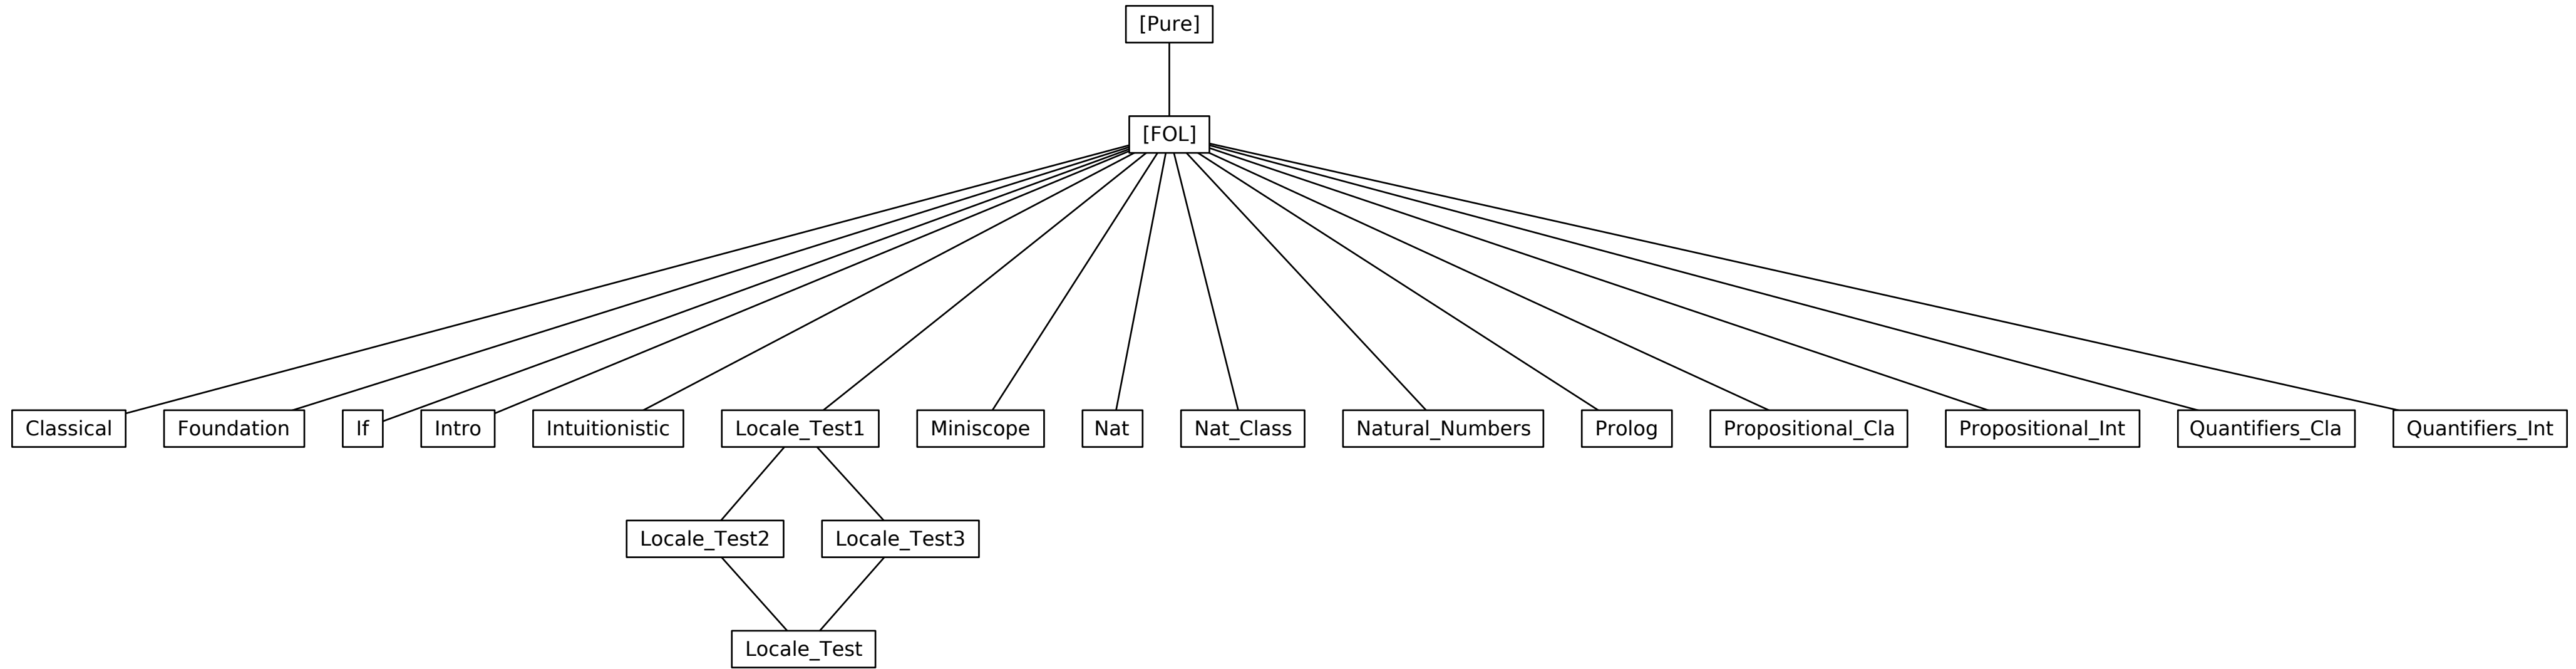 [Pure]
[FOL]
Classical
Foundation
If
Intro
Intuitionistic
Locale_Test1
Miniscope
Nat
Nat_Class
Natural_Numbers
Prolog
Propositional_Cla
Propositional_Int
Quantifiers_Cla
Quantifiers_Int
Locale_Test2
Locale_Test3
Locale_Test